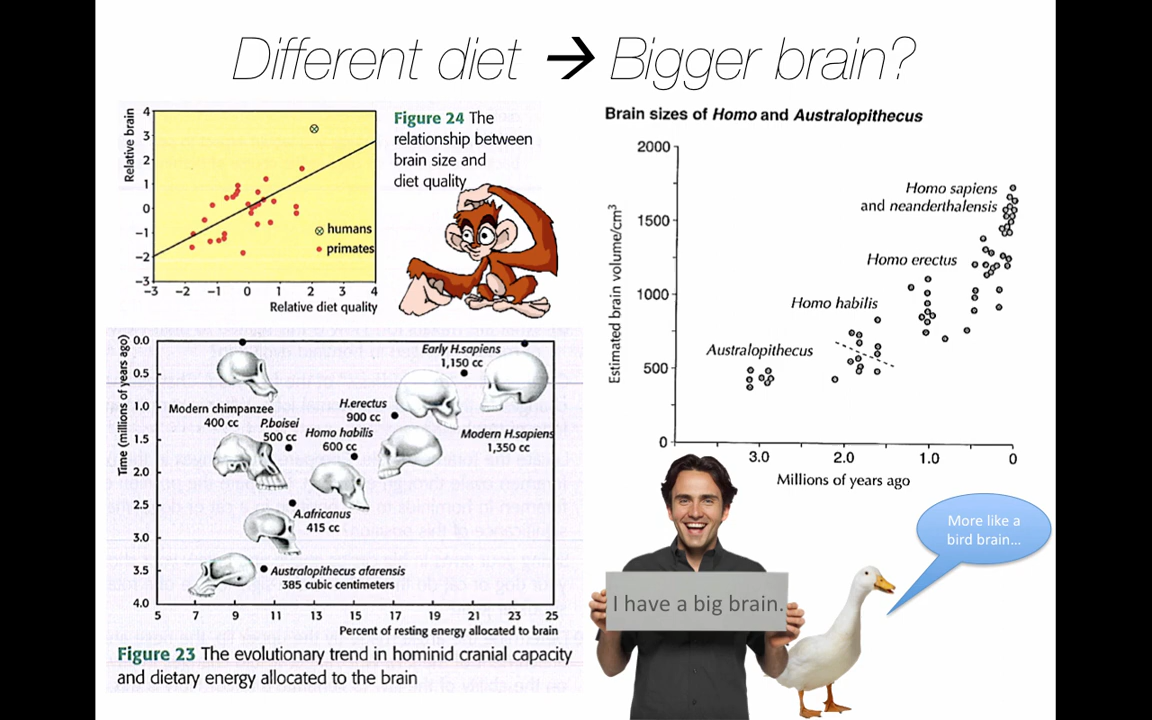 Different diet → Bigger brain?
Relative brain
4
3
2
1
0
−1
−2
−3
−3 −2 −1 0 1 2 3 4
Relative diet quality
humans
primates
Figure 24 The
relationship between
brain size and
diet quality
Time (millions of years ago)
0.0
0.5
1.0
1.5
2.0
2.5
3.0
3.5
4.0
Early H.sapiens
1,150 cc
Modern chimpanzee
400 cc
P.boisei
500 cc
H.erectus
900 cc
Homo habilis
600 cc
Modern H.sapiens
1,350 cc
A.africanus
415 cc
Australopithecus afarensis
385 cubic centimeters
5 7 9 11 13 15 17 19 21 23 25
Percent of resting energy allocated to brain
Figure 23 The evolutionary trend in hominid cranial capacity
and dietary energy allocated to the brain
Brain sizes of Homo and Australopithecus
Estimated brain volume/cm³
2000
1500
1000
500
0
Homo sapiens
and neanderthalensis
Homo erectus
Homo habilis
Australopithecus
3.0 2.0 1.0 0
Millions of years ago
More like a
bird brain…
I have a big brain.